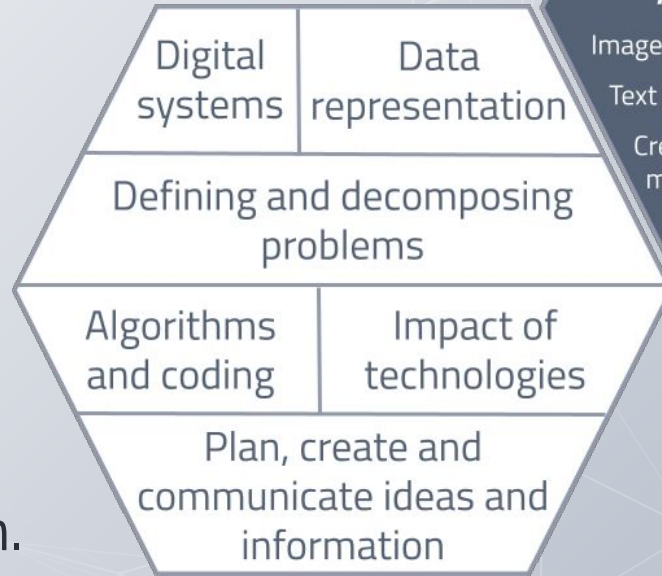 Digital systems
Data representation
Defining and decomposing
problems
Algorithms and coding
Impact of technologies
Plan, create and
communicate ideas and
information
Image
Text